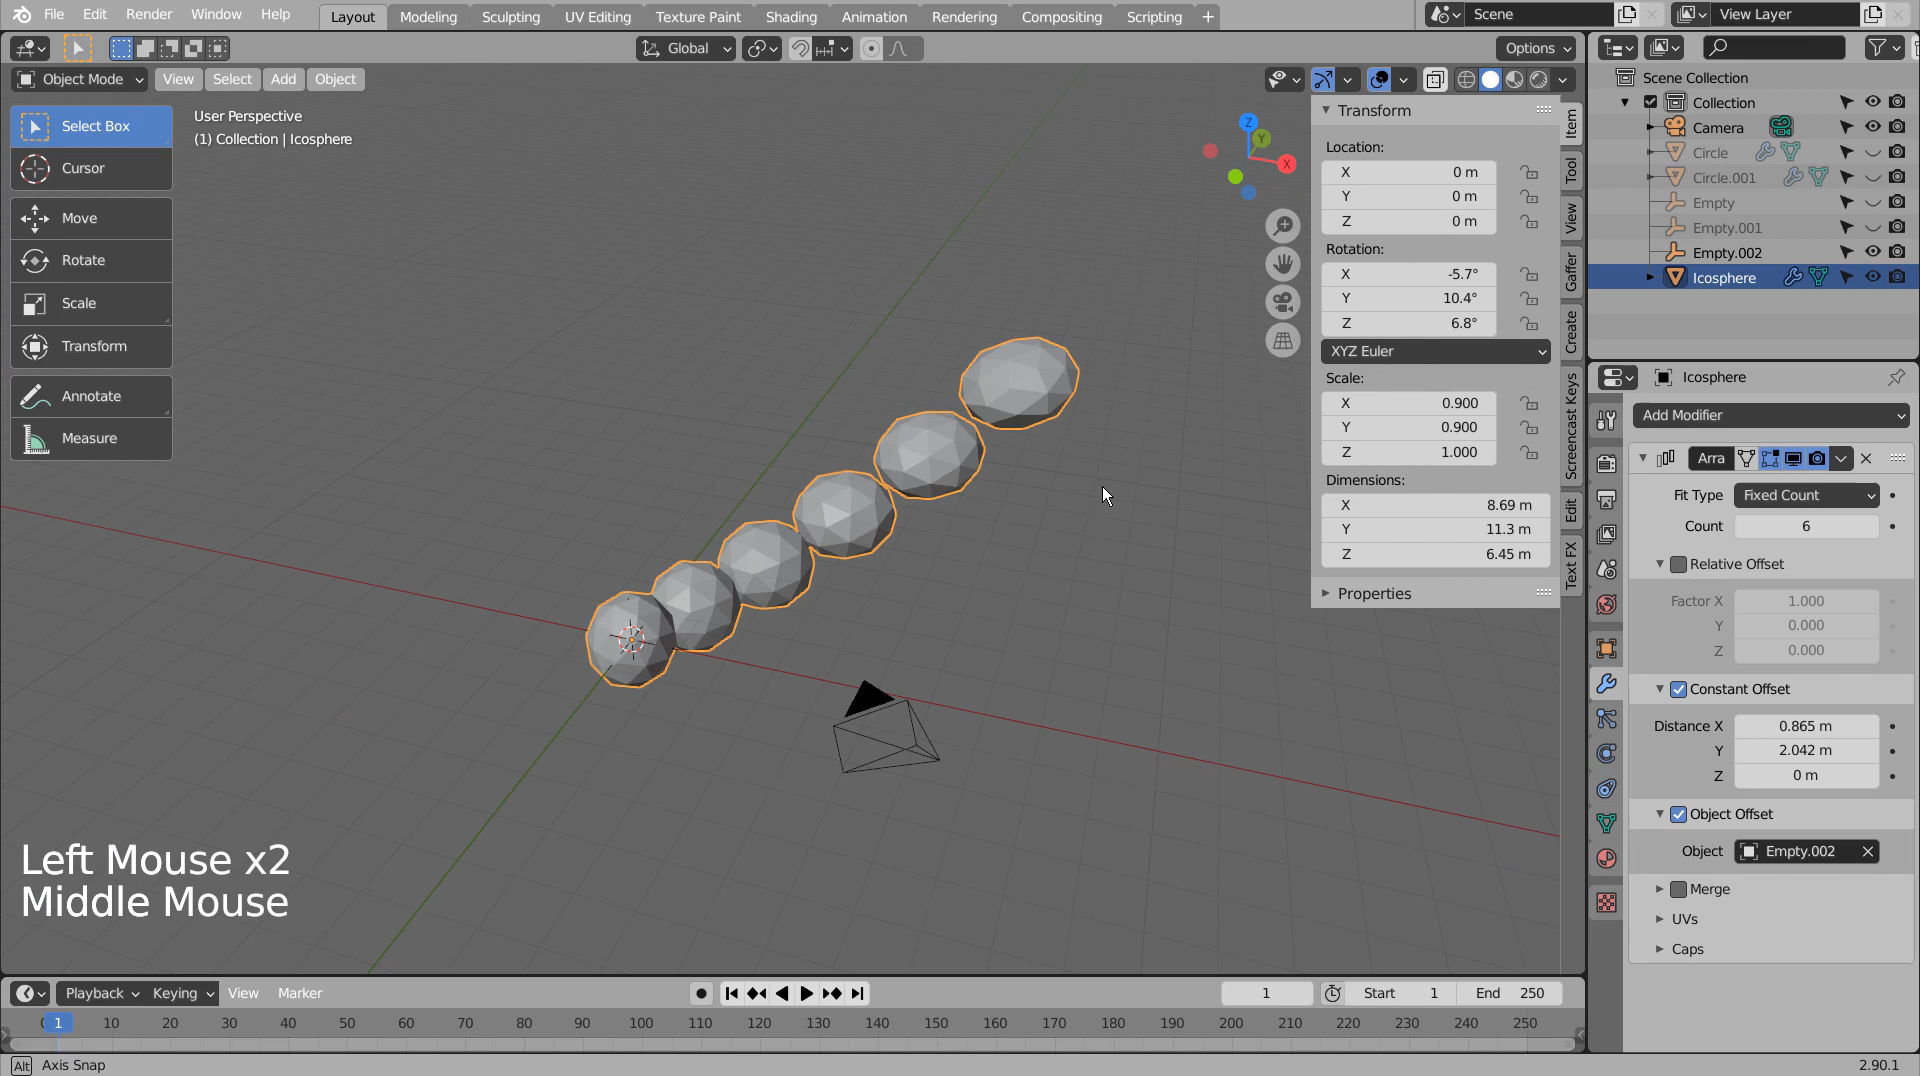 File Edit Render Window Help Layout Modeling Sculpting UV Editing Texture Paint Shading Animation Rendering Compositing Scripting + Scene View Layer
Global Options
Object Mode View Select Add Object
Select Box
Cursor
Move
Rotate
Scale
Transform
Annotate
Measure
User Perspective
(1) Collection | Icosphere
Z
Y
X
Transform
Location:
X 0 m
Y 0 m
Z 0 m
Rotation:
X -5.7°
Y 10.4°
Z 6.8°
XYZ Euler
Scale:
X 0.900
Y 0.900
Z 1.000
Dimensions:
X 8.69 m
Y 11.3 m
Z 6.45 m
Properties
Item
Tool
View
Gaffer
Create
Screencast Keys
Edit
Text FX
Scene Collection
Collection
Camera
Circle
Circle.001
Empty
Empty.001
Empty.002
Icosphere
Icosphere
Add Modifier
Arra
Fit Type Fixed Count
Count 6
Relative Offset
Factor X 1.000
Y 0.000
Z 0.000
Constant Offset
Distance X 0.865 m
Y 2.042 m
Z 0 m
Object Offset
Object Empty.002
Merge
UVs
Caps
Left Mouse x2
Middle Mouse
Playback Keying View Marker 1 Start 1 End 250
0 1 10 20 30 40 50 60 70 80 90 100 110 120 130 140 150 160 170 180 190 200 210 220 230 240 250
Alt Axis Snap 2.90.1